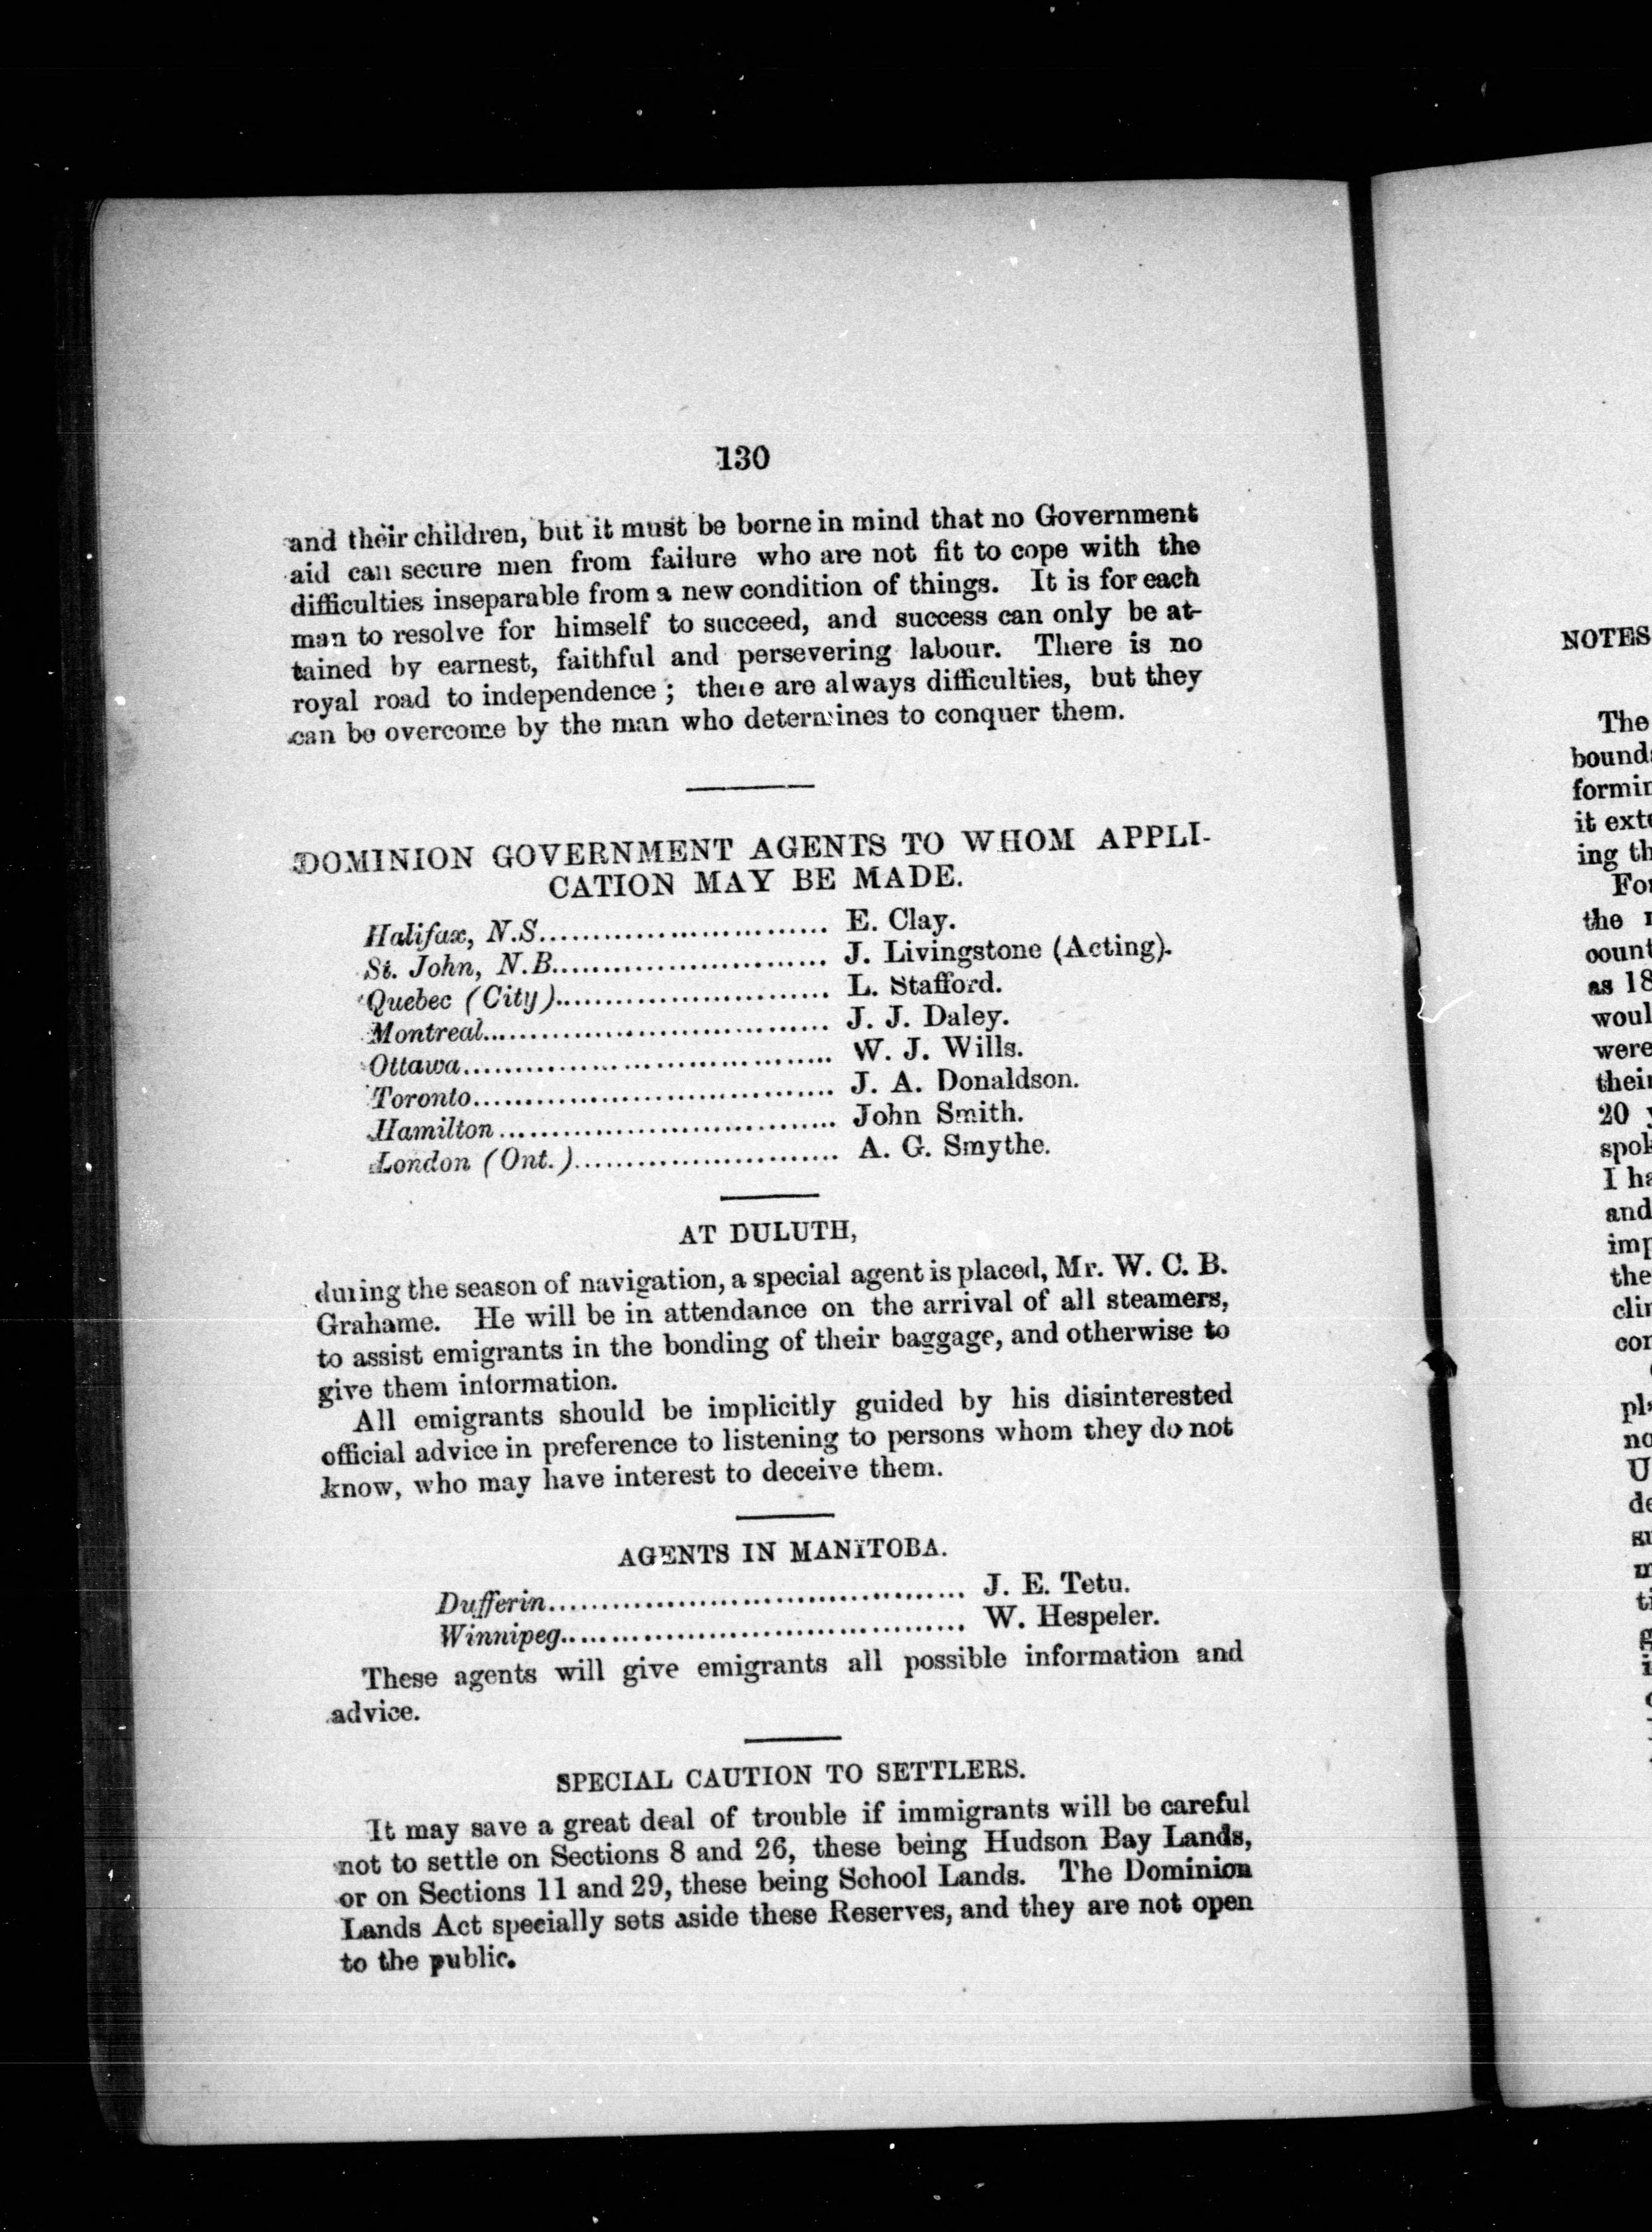 130
and their children, but it must be borne in mind that no Government
aid can secure men from failure who are not fit to cope with the
difficulties inseparable from a new condition of things. It is for each
man to resolve for himself to succeed, and success can only be at-
tained by earnest, faithful and persevering labour. There is no
royal road to independence ; there are always difficulties, but they
can be overcome by the man who determines to conquer them.
DOMINION GOVERNMENT AGENTS TO WHOM APPLI-
CATION MAY BE MADE.
Halifax, N.S............................ E. Clay.
St. John, N.B........................... J. Livingstone (Acting).
Quebec (City)........................... L. Stafford.
Montreal.................................. J. J. Daley.
Ottawa.................................... W. J. Wills.
Toronto................................... J. A. Donaldson.
Hamilton................................. John Smith.
London (Ont.).......................... A. G. Smythe.
AT DULUTH,
during the season of navigation, a special agent is placed, Mr. W. C. B.
Grahame. He will be in attendance on the arrival of all steamers,
to assist emigrants in the bonding of their baggage, and otherwise to
give them information.
All emigrants should be implicitly guided by his disinterested
official advice in preference to listening to persons whom they do not
know, who may have interest to deceive them.
AGENTS IN MANITOBA.
Dufferin......................................... J. E. Tetu.
Winnipeg........................................ W. Hespeler.
These agents will give emigrants all possible information and
advice.
SPECIAL CAUTION TO SETTLERS.
It may save a great deal of trouble if immigrants will be careful
not to settle on Sections 8 and 26, these being Hudson Bay Lands,
or on Sections 11 and 29, these being School Lands. The Dominion
Lands Act specially sets aside these Reserves, and they are not open
to the public.
NOTES
The
bound
formin
it exte
ing th
For
the
count
as 18
woul
were
their
20
spok
I ha
and
imp
the
clin
con
pl
no
U
de